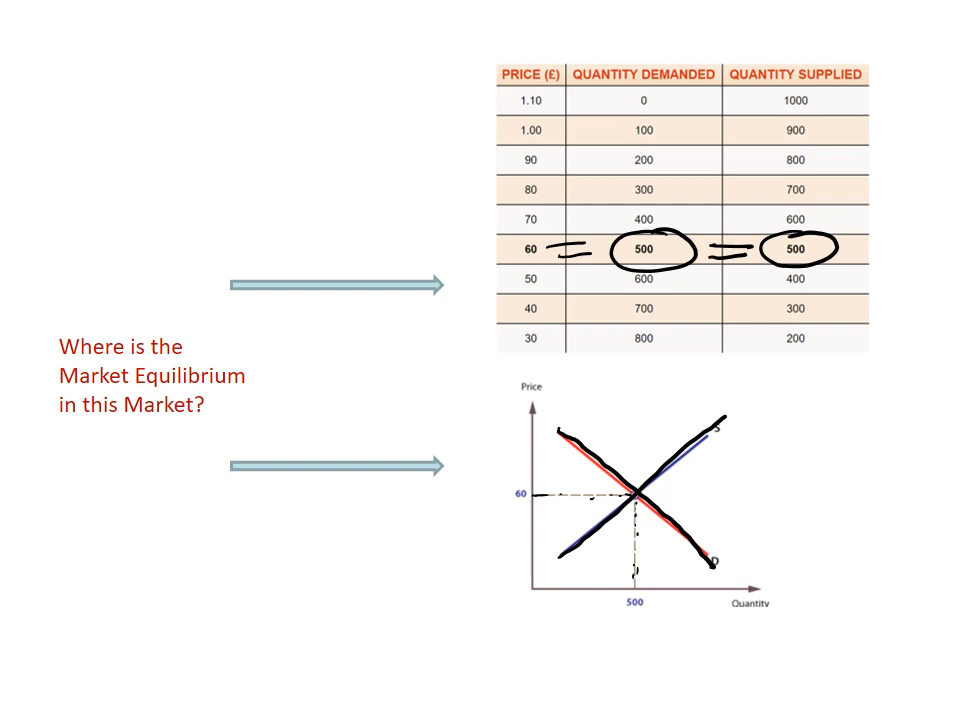 PRICE (£) QUANTITY DEMANDED QUANTITY SUPPLIED
1.10 0 1000
1.00 100 900
90 200 800
80 300 700
70 400 600
60 = 500 = 500
50 600 400
40 700 300
30 800 200
Where is the
Market Equilibrium
in this Market?
Price
S
60
D
500
Quantity